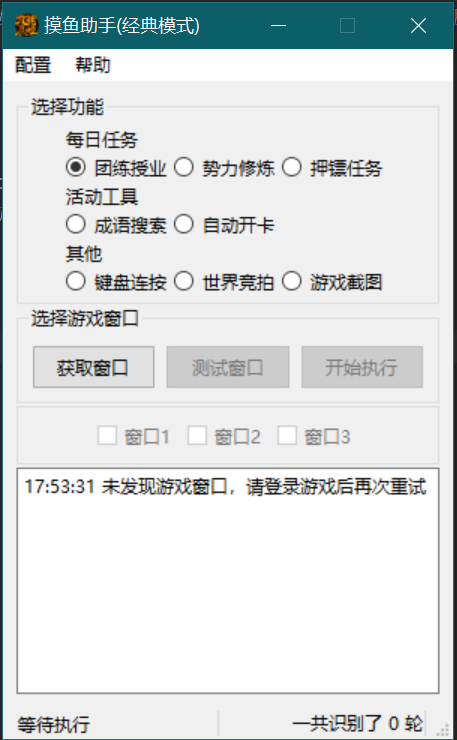 摸鱼助手(经典模式)
配置 帮助
选择功能
每日任务
团练授业 势力修炼 押镖任务
活动工具
成语搜索 自动开卡
其他
键盘连按 世界竞拍 游戏截图
选择游戏窗口
获取窗口 测试窗口 开始执行
窗口1 窗口2 窗口3
17:53:31 未发现游戏窗口，请登录游戏后再次重试
等待执行 一共识别了 0 轮